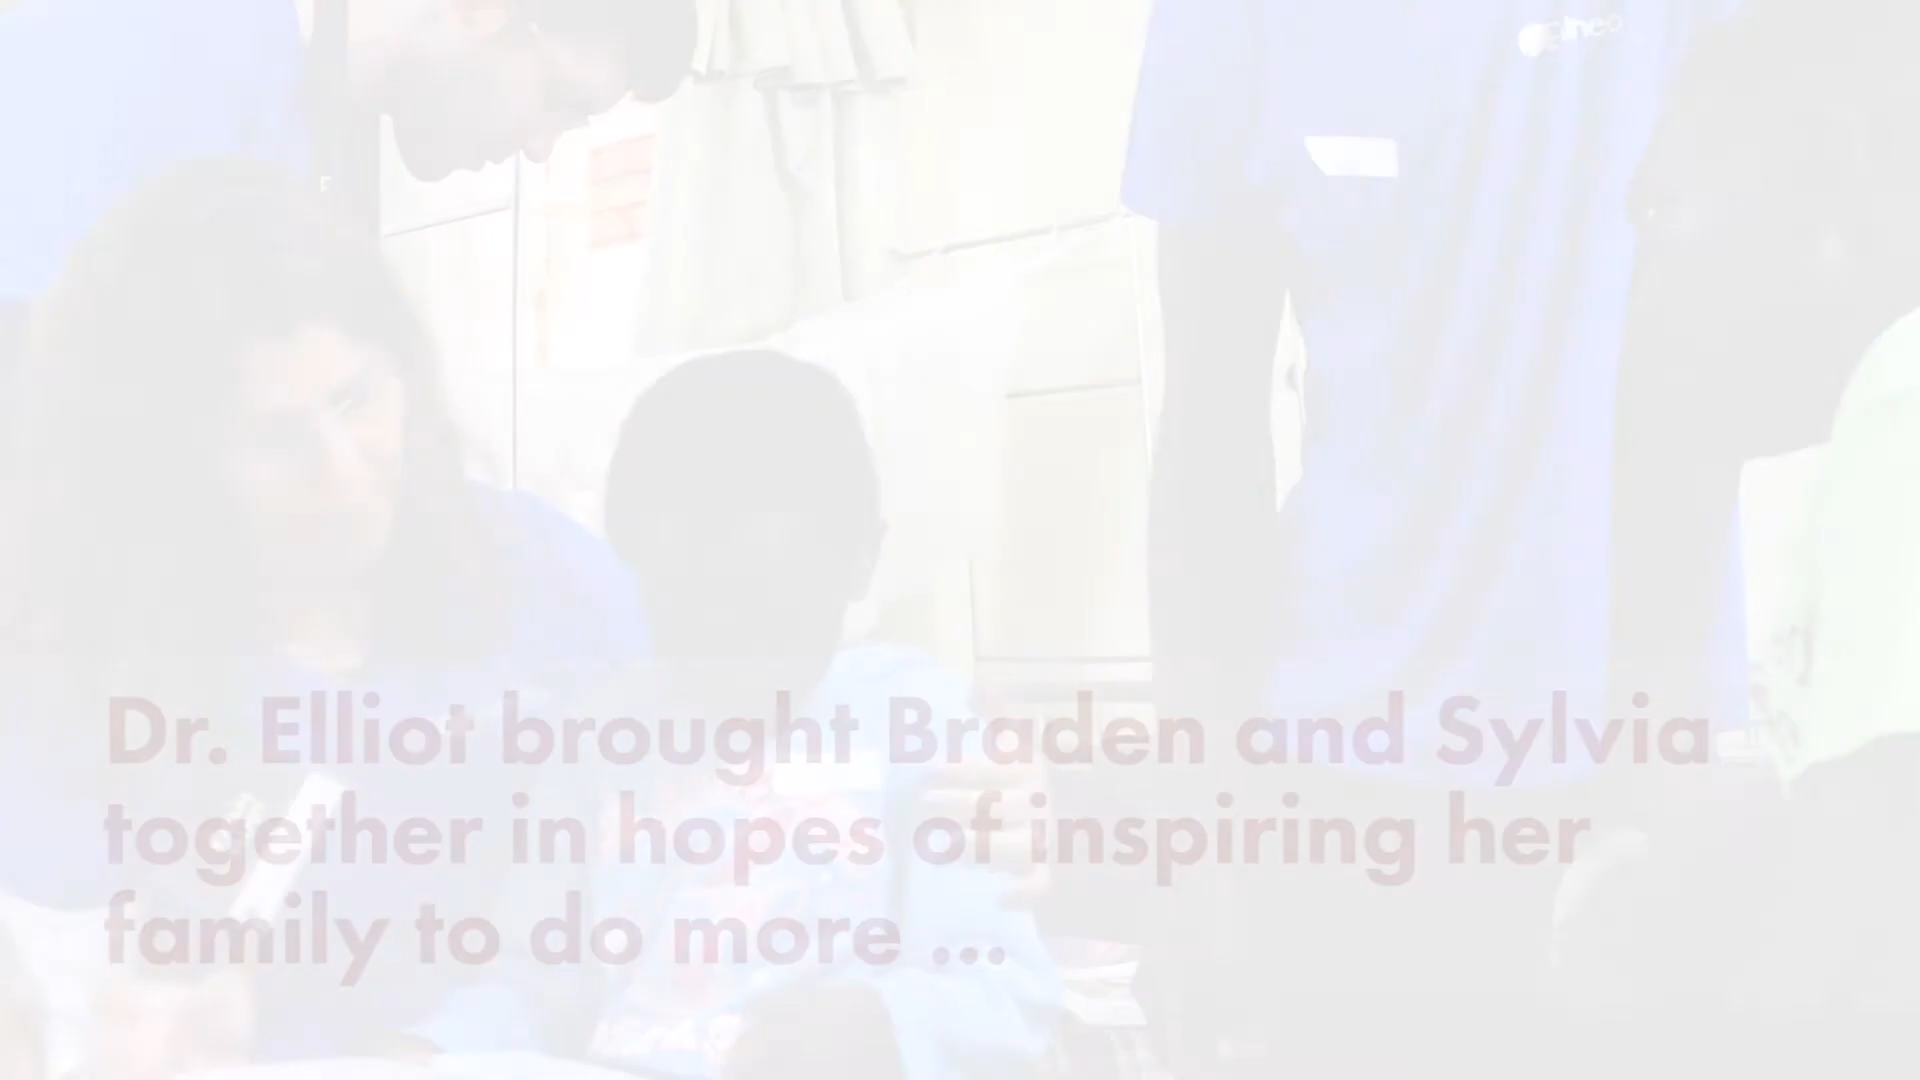 Dr. Elliot brought Braden and Sylvia
together in hopes of inspiring her
family to do more ...